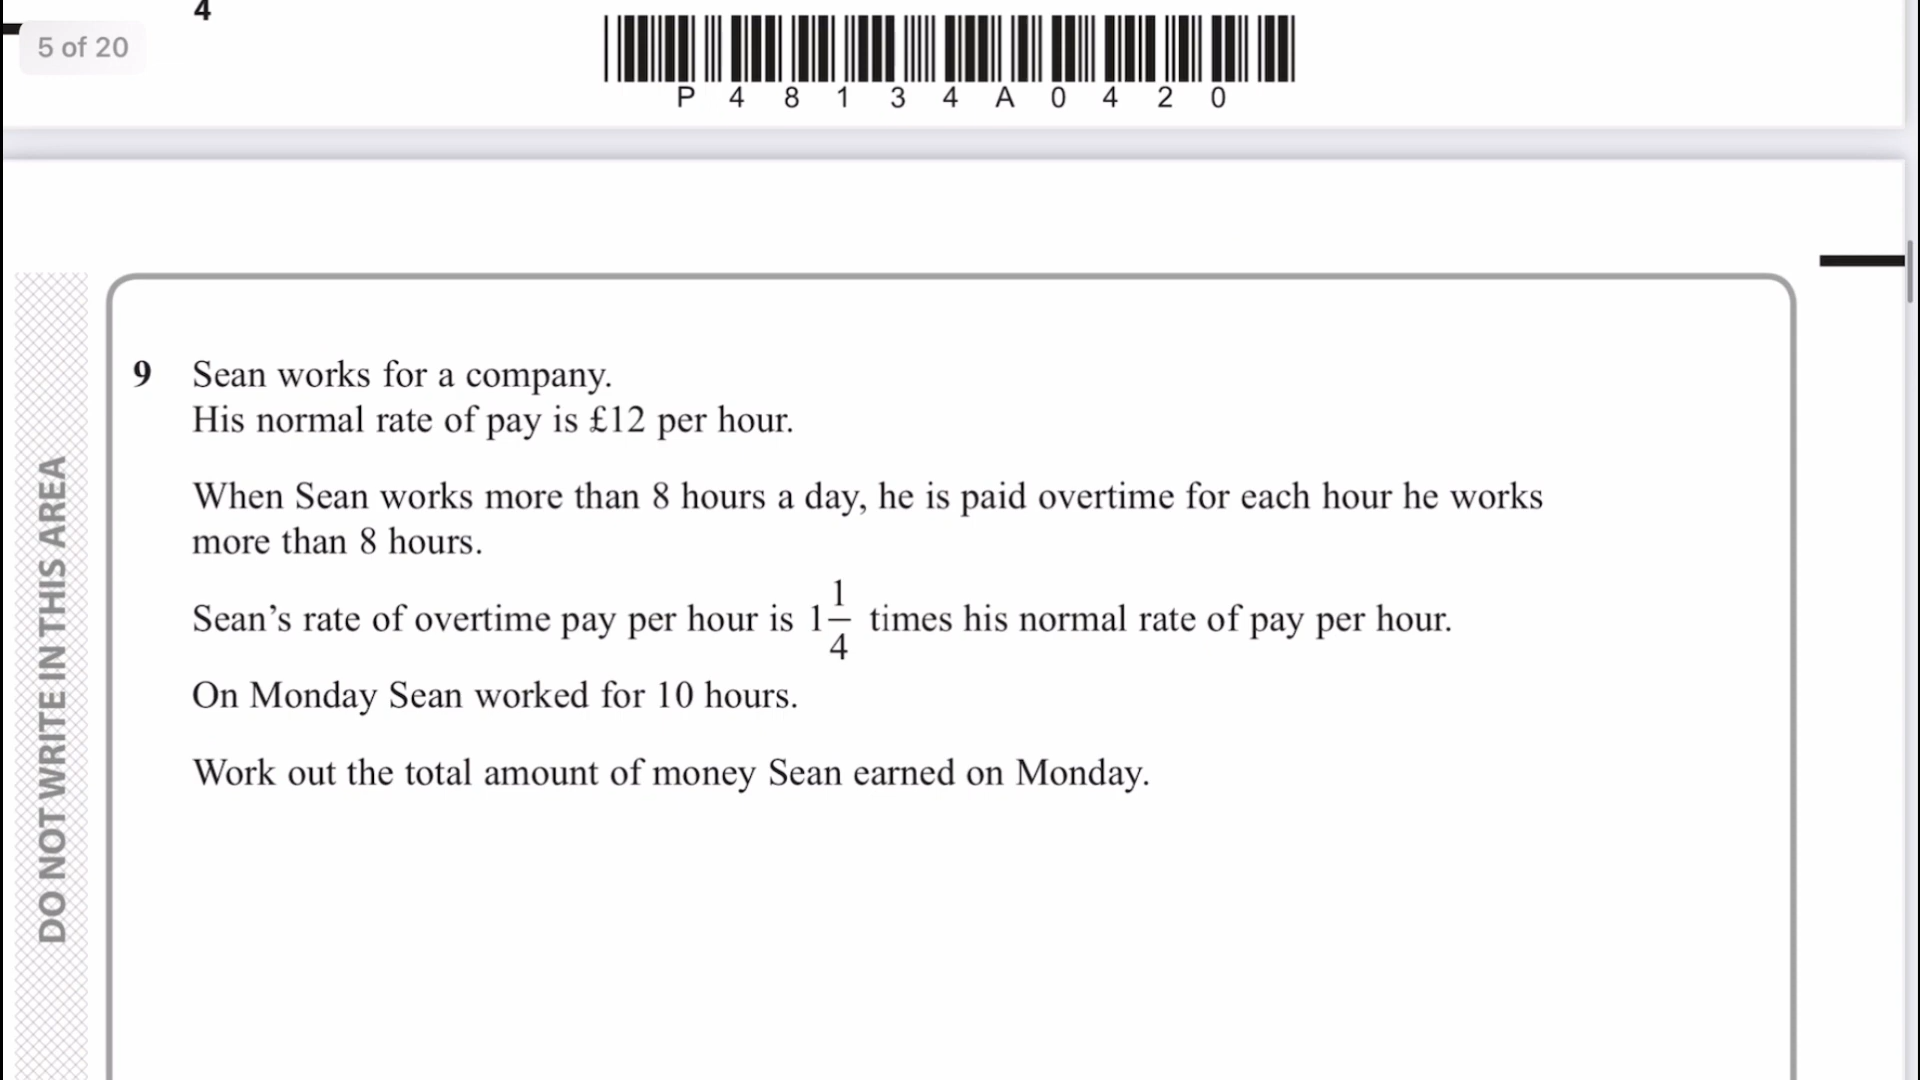 4
5 of 20
P 4 8 1 3 4 A 0 4 2 0
9 Sean works for a company.
His normal rate of pay is £12 per hour.
When Sean works more than 8 hours a day, he is paid overtime for each hour he works
more than 8 hours.
Sean’s rate of overtime pay per hour is 1 1/4 times his normal rate of pay per hour.
On Monday Sean worked for 10 hours.
Work out the total amount of money Sean earned on Monday.
DO NOT WRITE IN THIS AREA